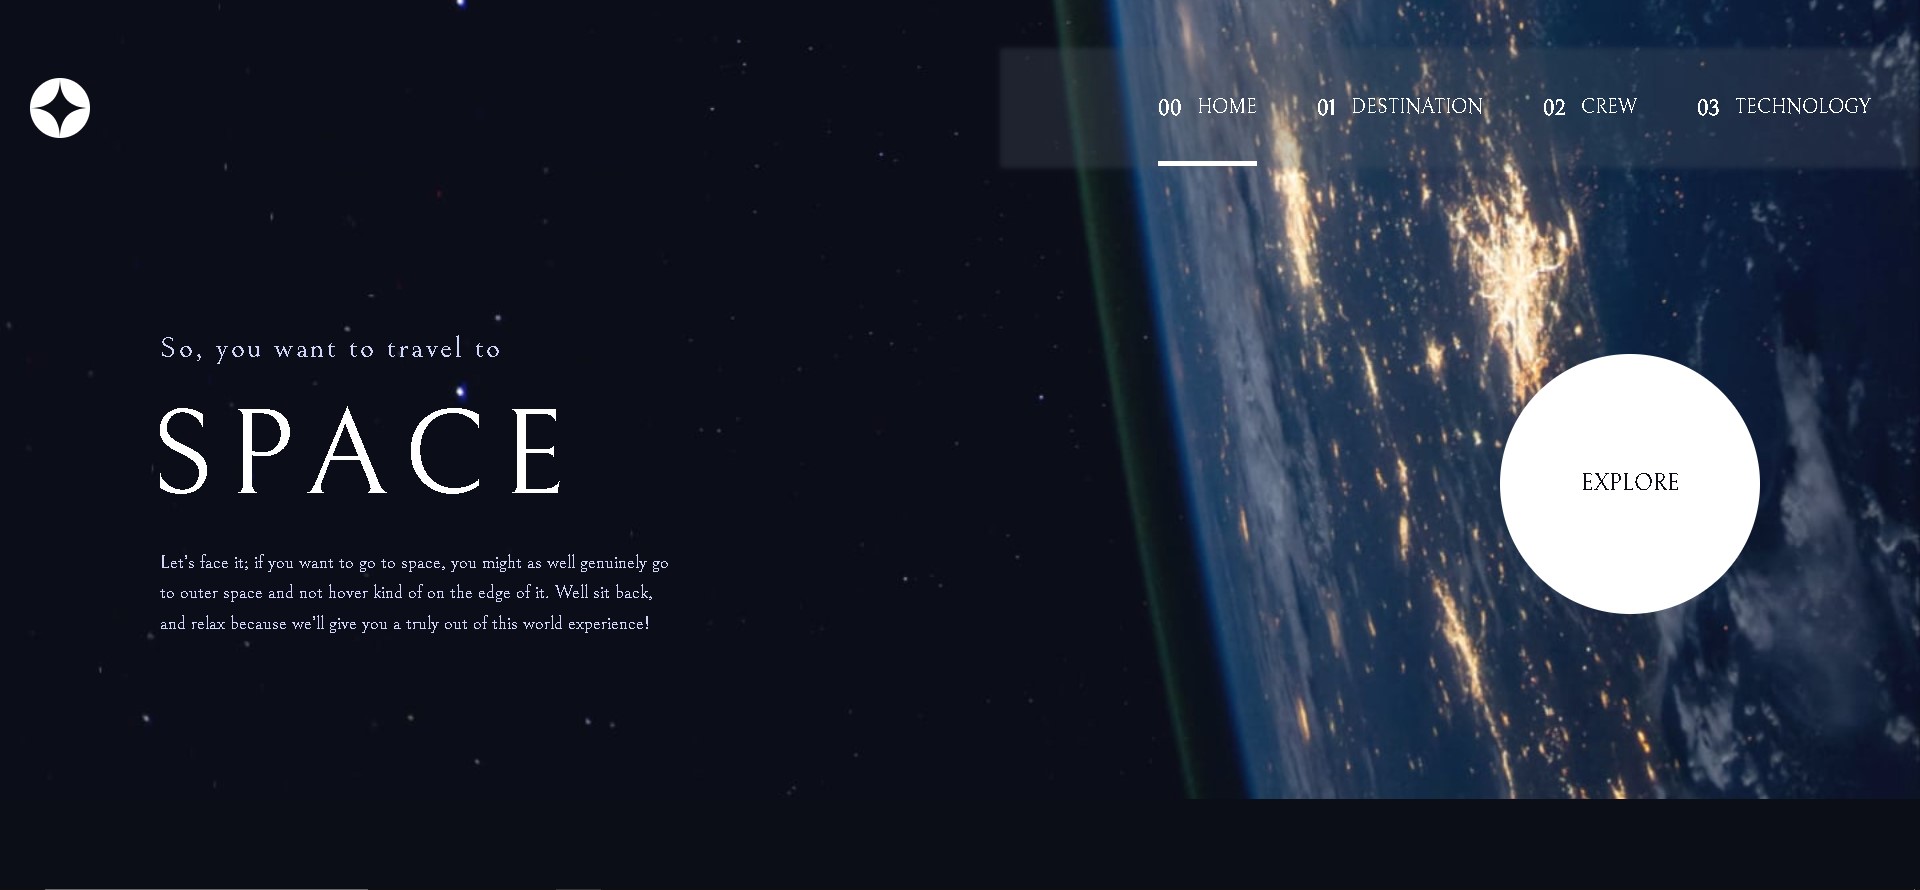 00 HOME 01 DESTINATION 02 CREW 03 TECHNOLOGY
So, you want to travel to
SPACE
Let's face it; if you want to go to space, you might as well genuinely go
to outer space and not hover kind of on the edge of it. Well sit back,
and relax because we'll give you a truly out of this world experience!
EXPLORE